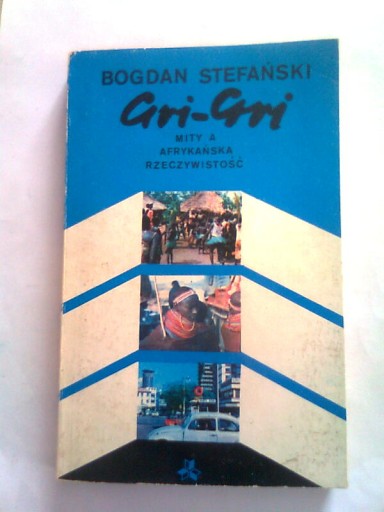 BOGDAN STEFAŃSKI
Gri-Gri
MITY A
AFRYKAŃSKA
RZECZYWISTOŚĆ